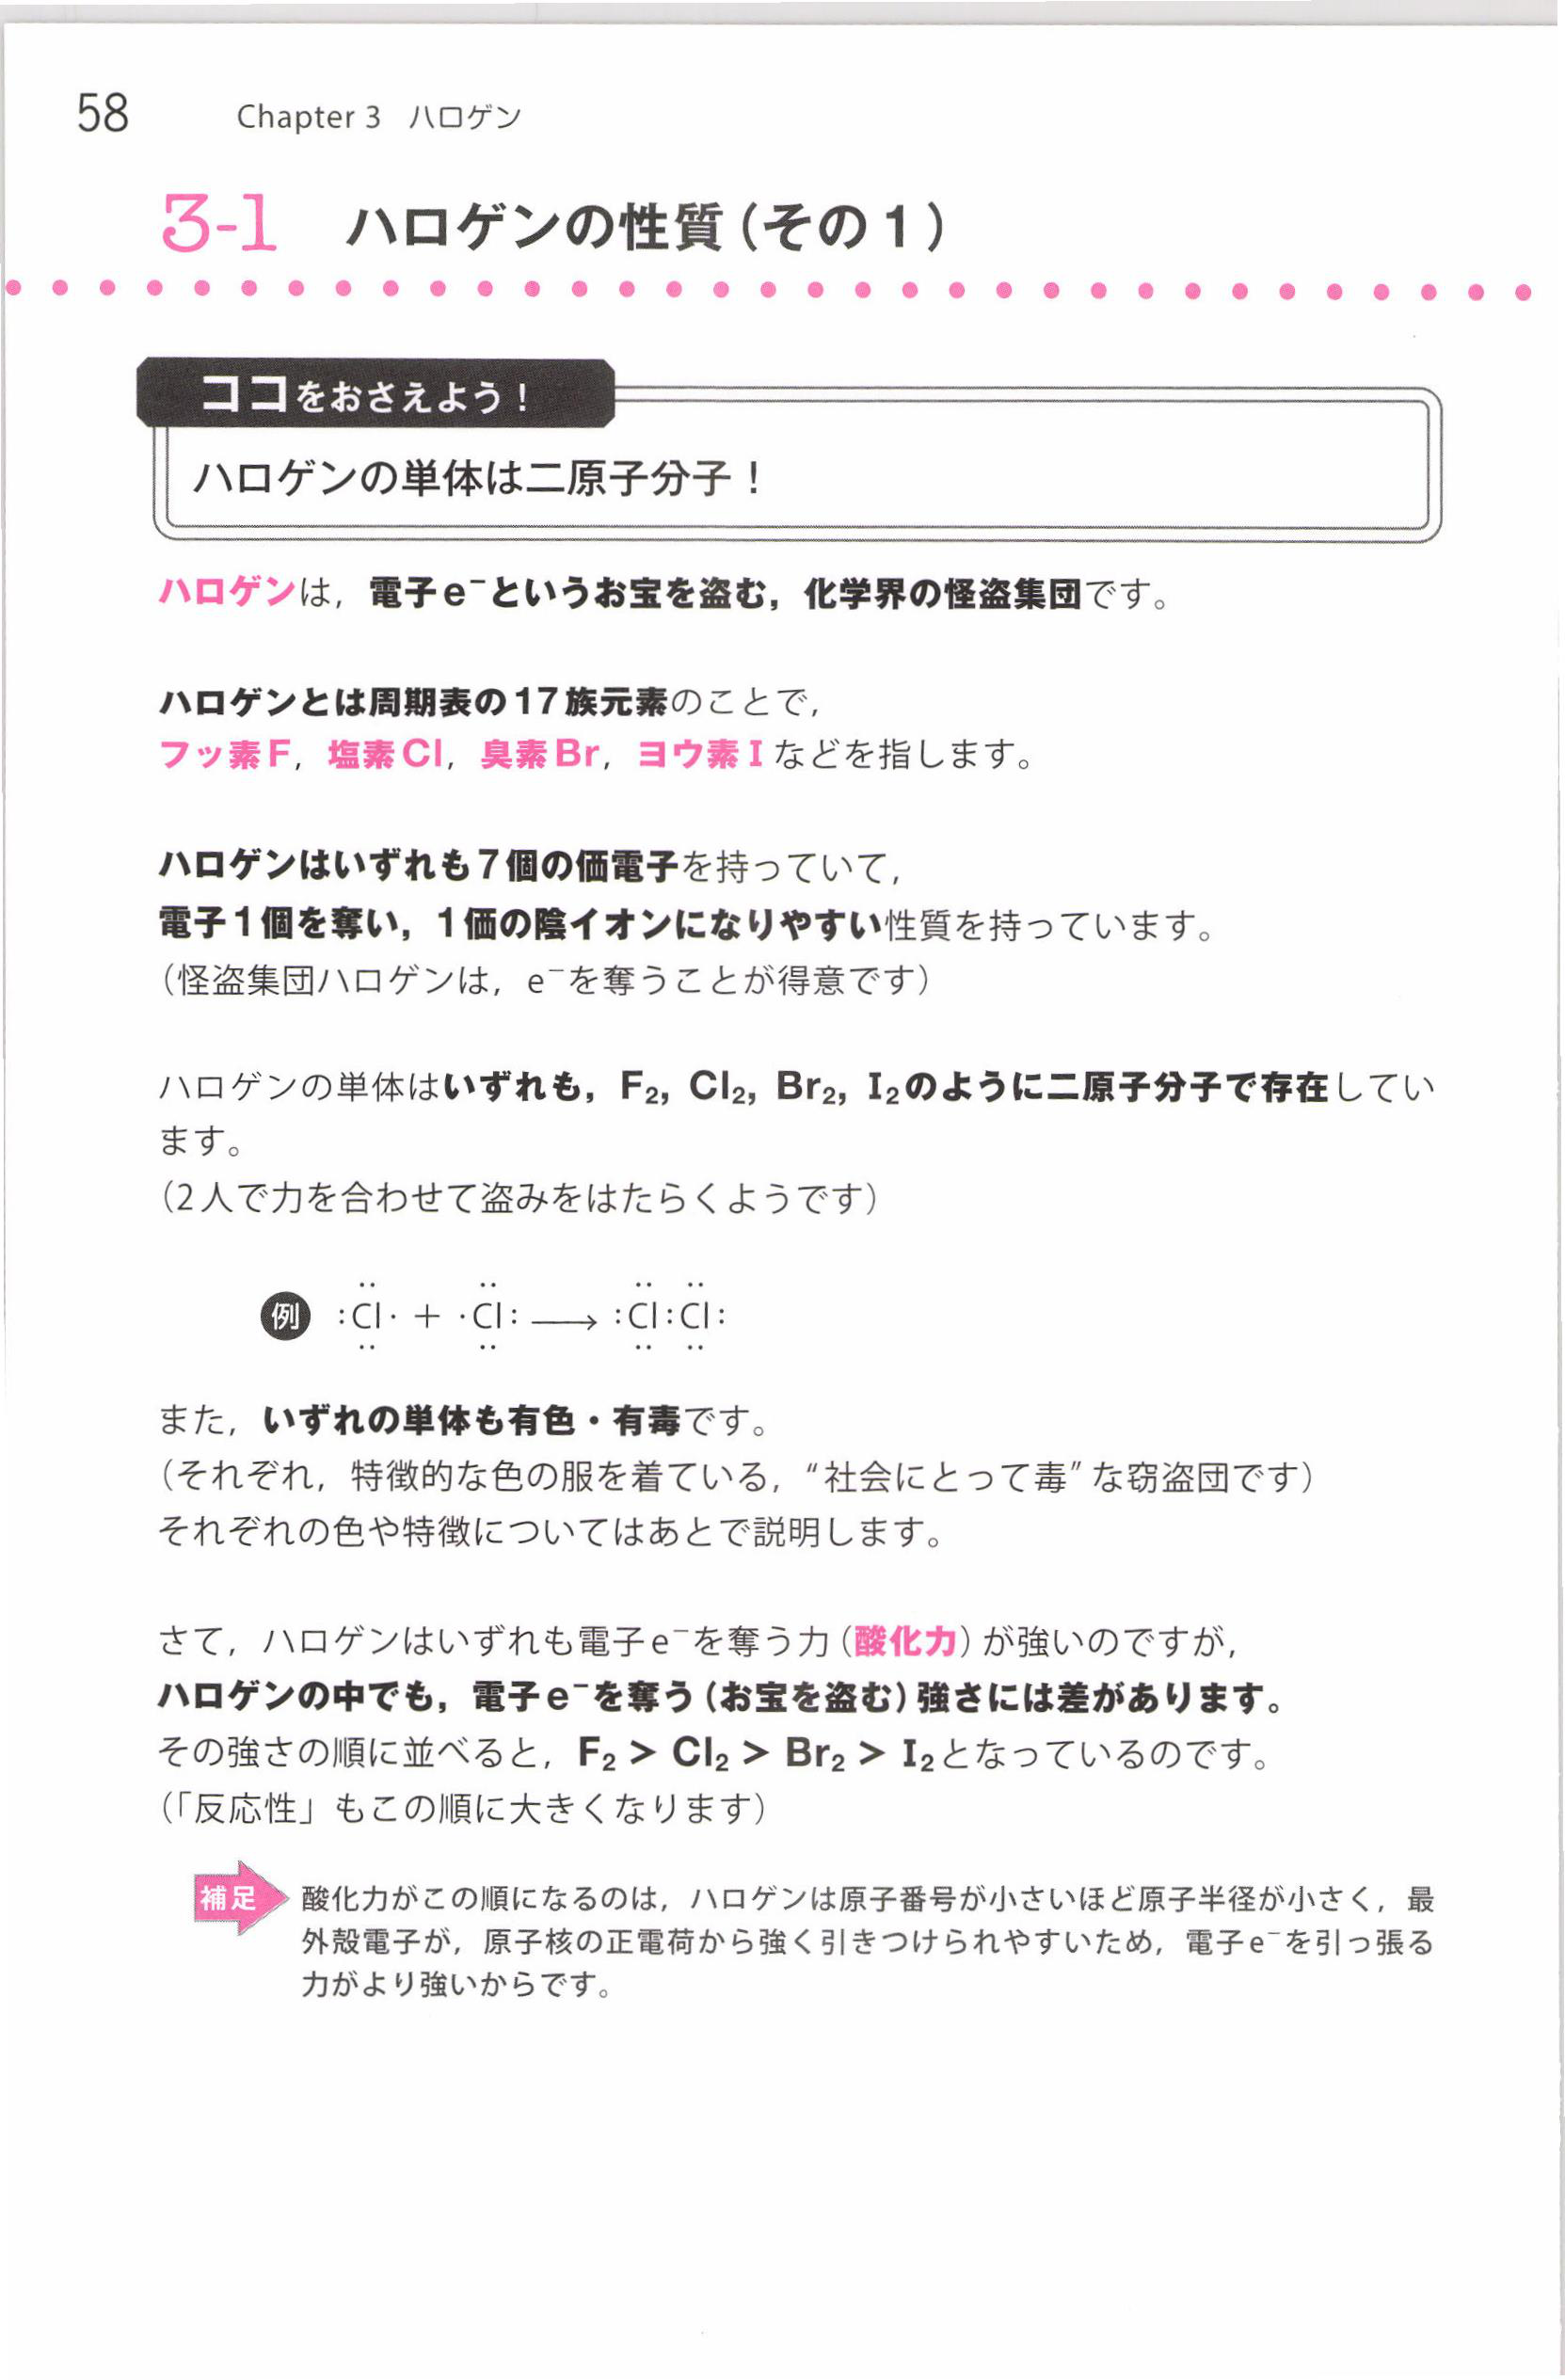 58 Chapter 3 ハロゲン
3-1 ハロゲンの性質(その1)
ココをおさえよう!
ハロゲンの単体は二原子分子!
ハロゲンは,電子e⁻というお宝を盗む,化学界の怪盗集団です。
ハロゲンとは周期表の17族元素のことで,
フッ素F,塩素Cl,臭素Br,ヨウ素Iなどを指します。
ハロゲンはいずれも7個の価電子を持っていて,
電子1個を奪い,1価の陰イオンになりやすい性質を持っています。
(怪盗集団ハロゲンは,e⁻を奪うことが得意です)
ハロゲンの単体はいずれも,F₂,Cl₂,Br₂,I₂のように二原子分子で存在してい
ます。
(2人で力を合わせて盗みをはたらくようです)
例 :Cl· + ·Cl: ⟶ :Cl:Cl:
また,いずれの単体も有色・有毒です。
(それぞれ,特徴的な色の服を着ている,“社会にとって毒”な窃盗団です)
それぞれの色や特徴についてはあとで説明します。
さて,ハロゲンはいずれも電子e⁻を奪う力(酸化力)が強いのですが,
ハロゲンの中でも,電子e⁻を奪う(お宝を盗む)強さには差があります。
その強さの順に並べると,F₂ > Cl₂ > Br₂ > I₂となっているのです。
(「反応性」もこの順に大きくなります)
補足 酸化力がこの順になるのは,ハロゲンは原子番号が小さいほど原子半径が小さく,最
外殻電子が,原子核の正電荷から強く引きつけられやすいため,電子e⁻を引っ張る
力がより強いからです。